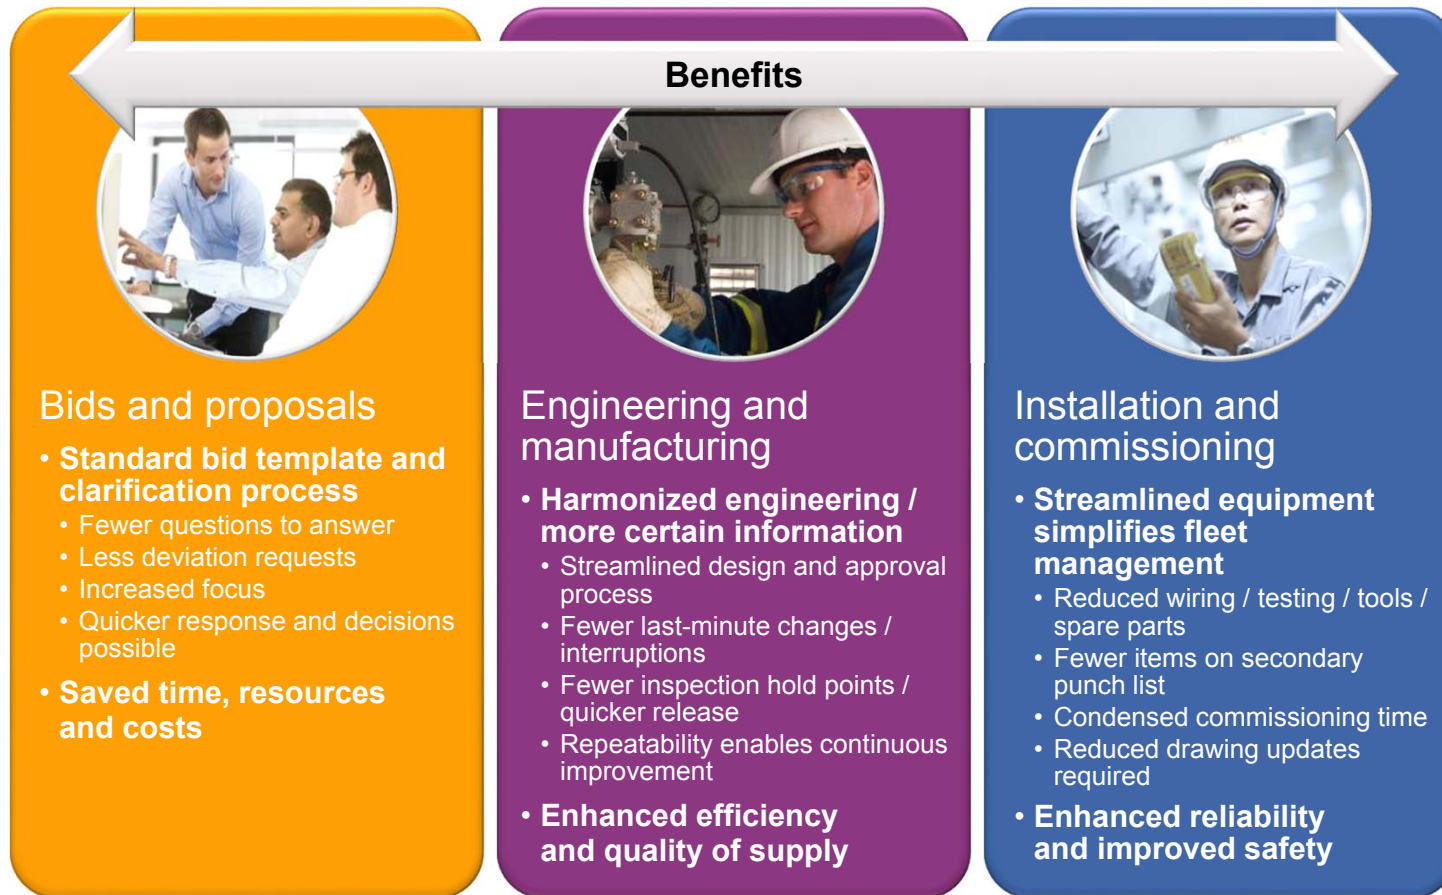 Benefits
Bids and proposals
• Standard bid template and
clarification process
• Fewer questions to answer
• Less deviation requests
• Increased focus
• Quicker response and decisions
possible
• Saved time, resources
and costs
Engineering and
manufacturing
• Harmonized engineering /
more certain information
• Streamlined design and approval
process
• Fewer last-minute changes /
interruptions
• Fewer inspection hold points /
quicker release
• Repeatability enables continuous
improvement
• Enhanced efficiency
and quality of supply
Installation and
commissioning
• Streamlined equipment
simplifies fleet
management
• Reduced wiring / testing / tools /
spare parts
• Fewer items on secondary
punch list
• Condensed commissioning time
• Reduced drawing updates
required
• Enhanced reliability
and improved safety